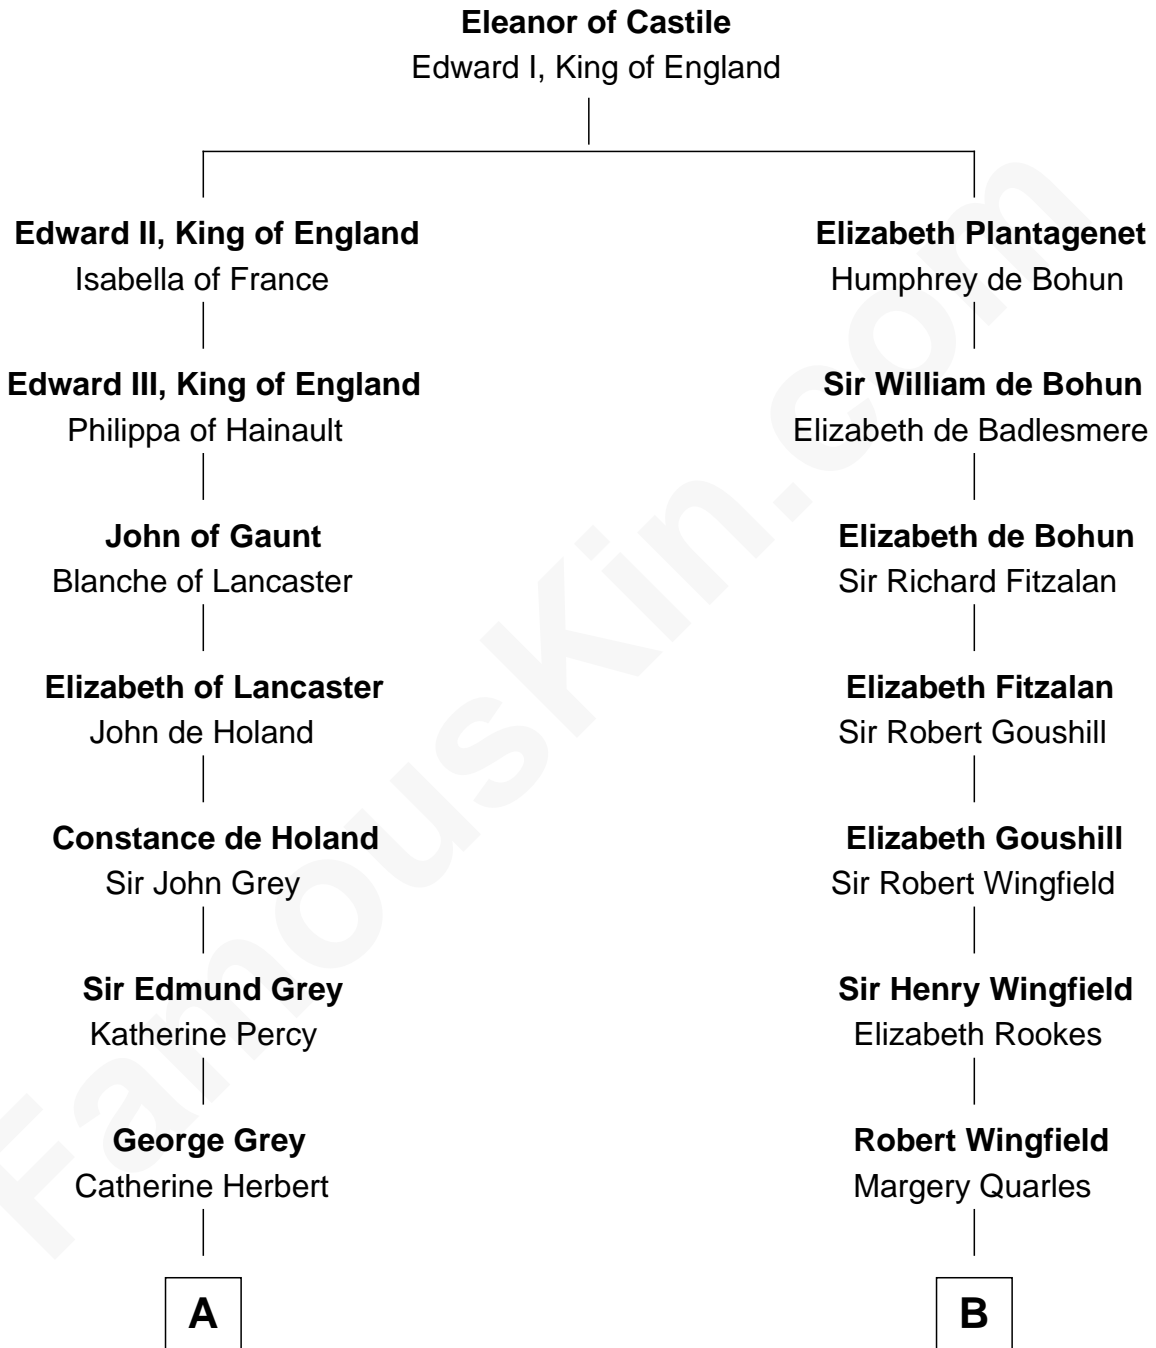 Eleanor of Castile
Edward I, King of England
Edward II, King of England
Isabella of France
Edward III, King of England
Philippa of Hainault
John of Gaunt
Blanche of Lancaster
Elizabeth of Lancaster
John de Holand
Constance de Holand
Sir John Grey
Sir Edmund Grey
Katherine Percy
George Grey
Catherine Herbert
A
Elizabeth Plantagenet
Humphrey de Bohun
Sir William de Bohun
Elizabeth de Badlesmere
Elizabeth de Bohun
Sir Richard Fitzalan
Elizabeth Fitzalan
Sir Robert Goushill
Elizabeth Goushill
Sir Robert Wingfield
Sir Henry Wingfield
Elizabeth Rookes
Robert Wingfield
Margery Quarles
B
FamousKin.com